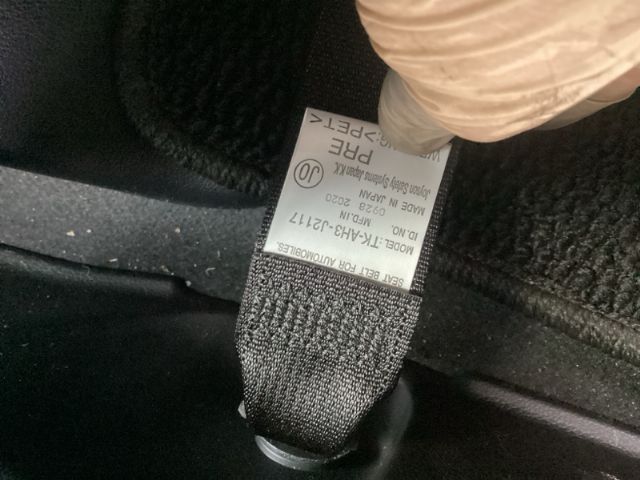 SEAT BELT FOR AUTOMOBILES.
MODEL:TK-AH3-J2117
ID.NO.
MFD.IN 0928 2020
MADE IN JAPAN
Joyson Safety Systems Japan K.K.
PRE JO
>PET<